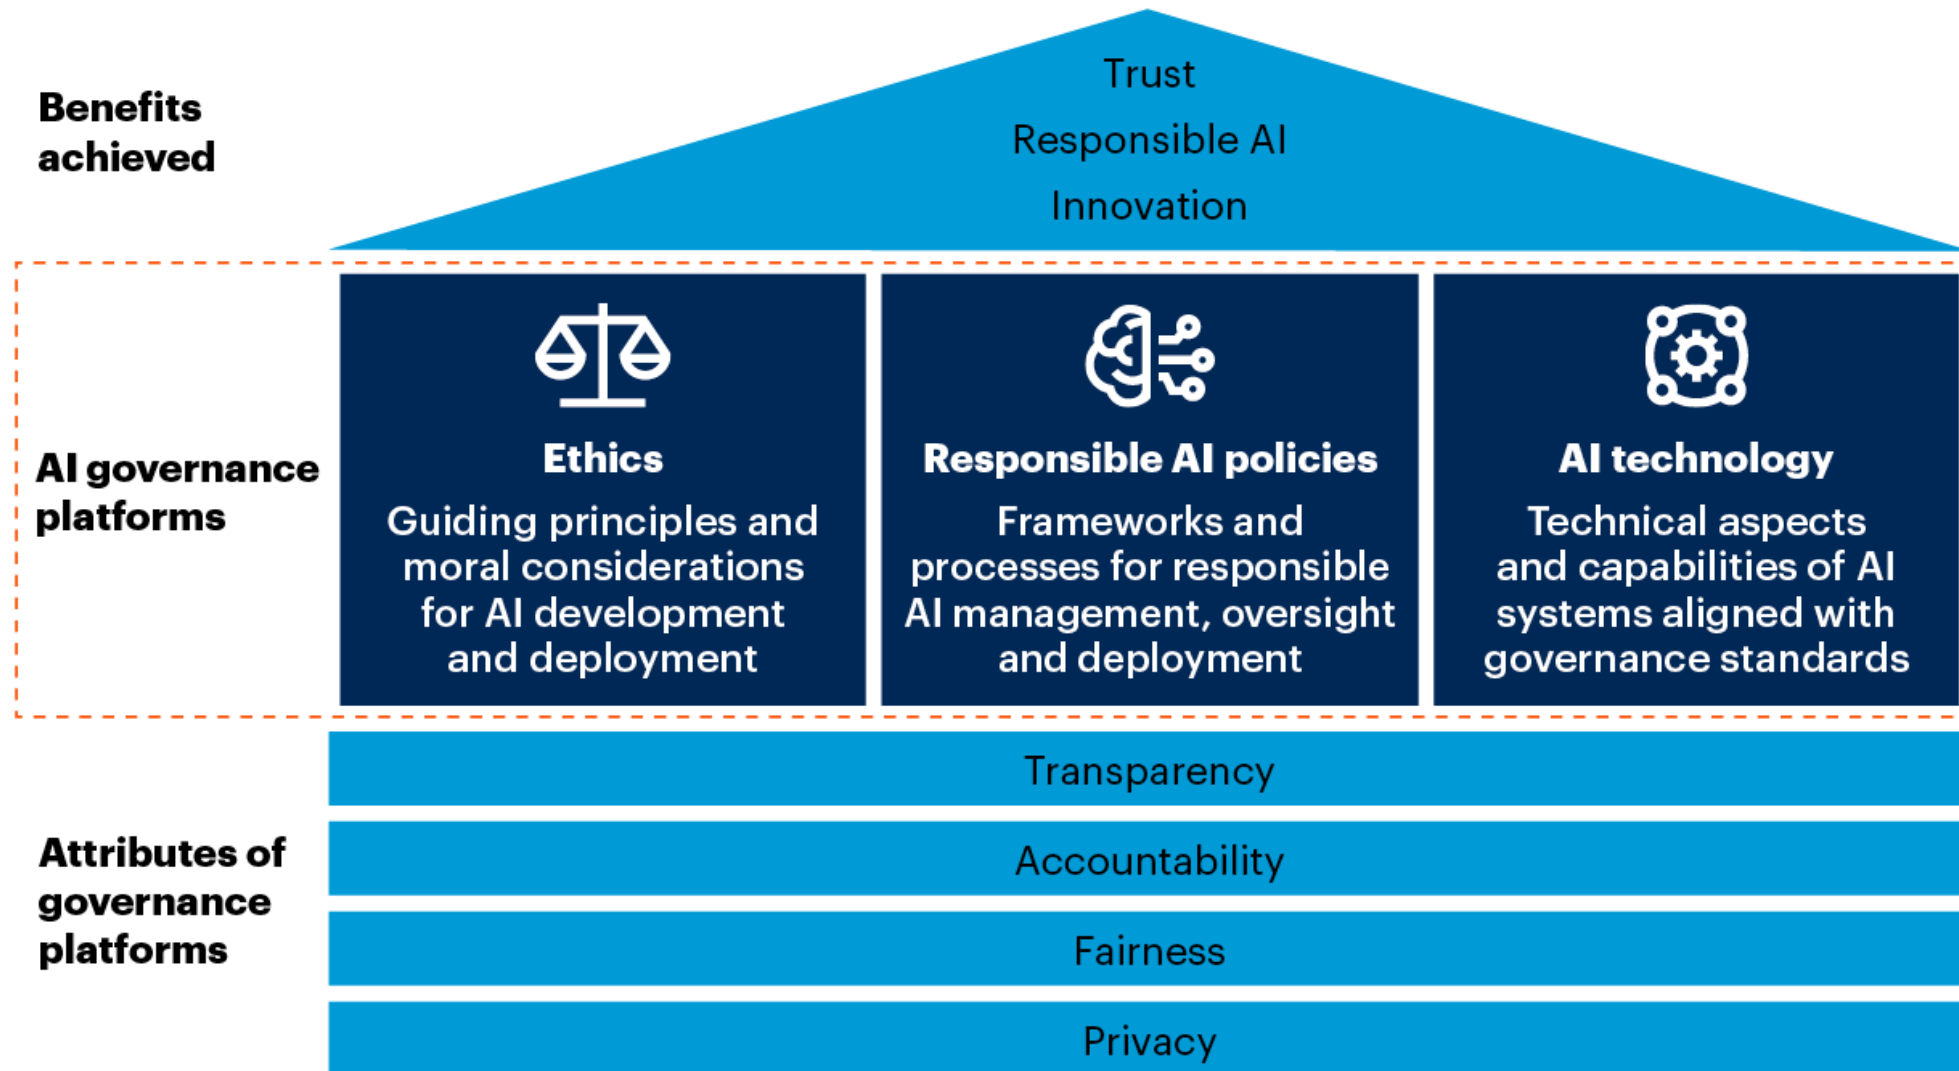 Benefits
achieved
Trust
Responsible AI
Innovation
AI governance
platforms
Ethics
Guiding principles and
moral considerations
for AI development
and deployment
Responsible AI policies
Frameworks and
processes for responsible
AI management, oversight
and deployment
AI technology
Technical aspects
and capabilities of AI
systems aligned with
governance standards
Attributes of
governance
platforms
Transparency
Accountability
Fairness
Privacy